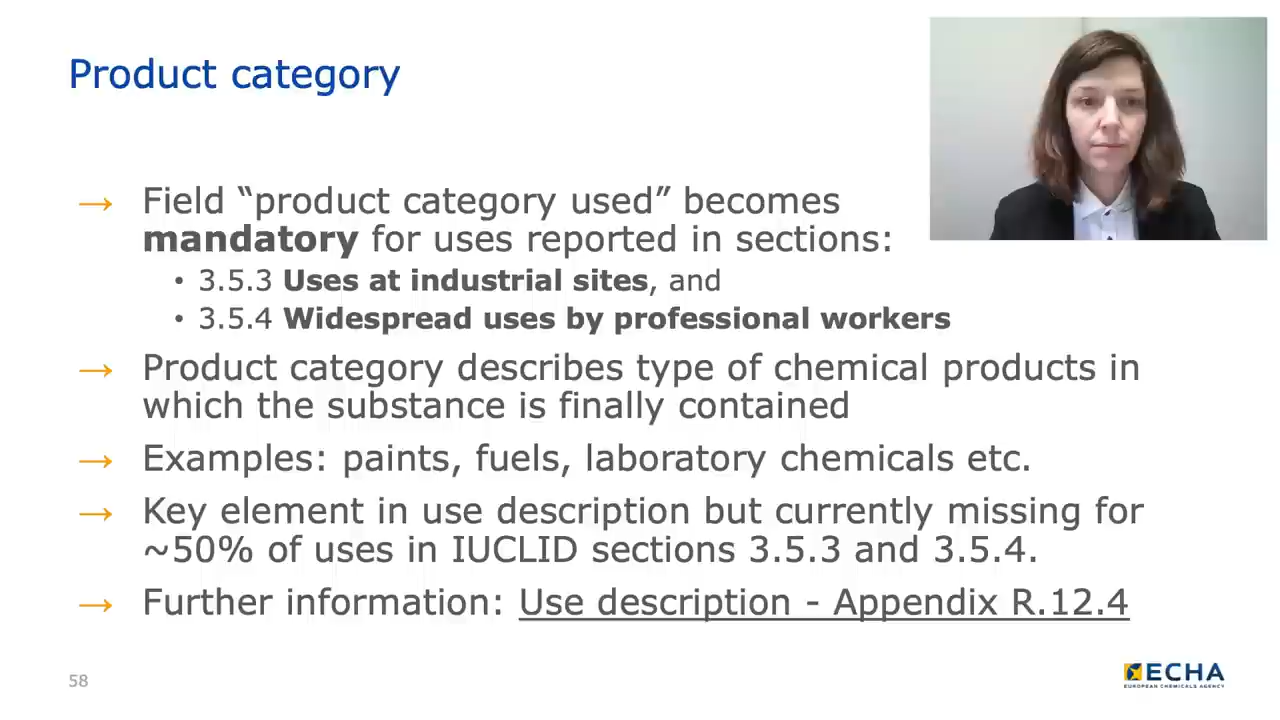 Product category
→ Field “product category used” becomes
mandatory for uses reported in sections:
• 3.5.3 Uses at industrial sites, and
• 3.5.4 Widespread uses by professional workers
→ Product category describes type of chemical products in
which the substance is finally contained
→ Examples: paints, fuels, laboratory chemicals etc.
→ Key element in use description but currently missing for
~50% of uses in IUCLID sections 3.5.3 and 3.5.4.
→ Further information: Use description - Appendix R.12.4
58
ECHA
EUROPEAN CHEMICALS AGENCY